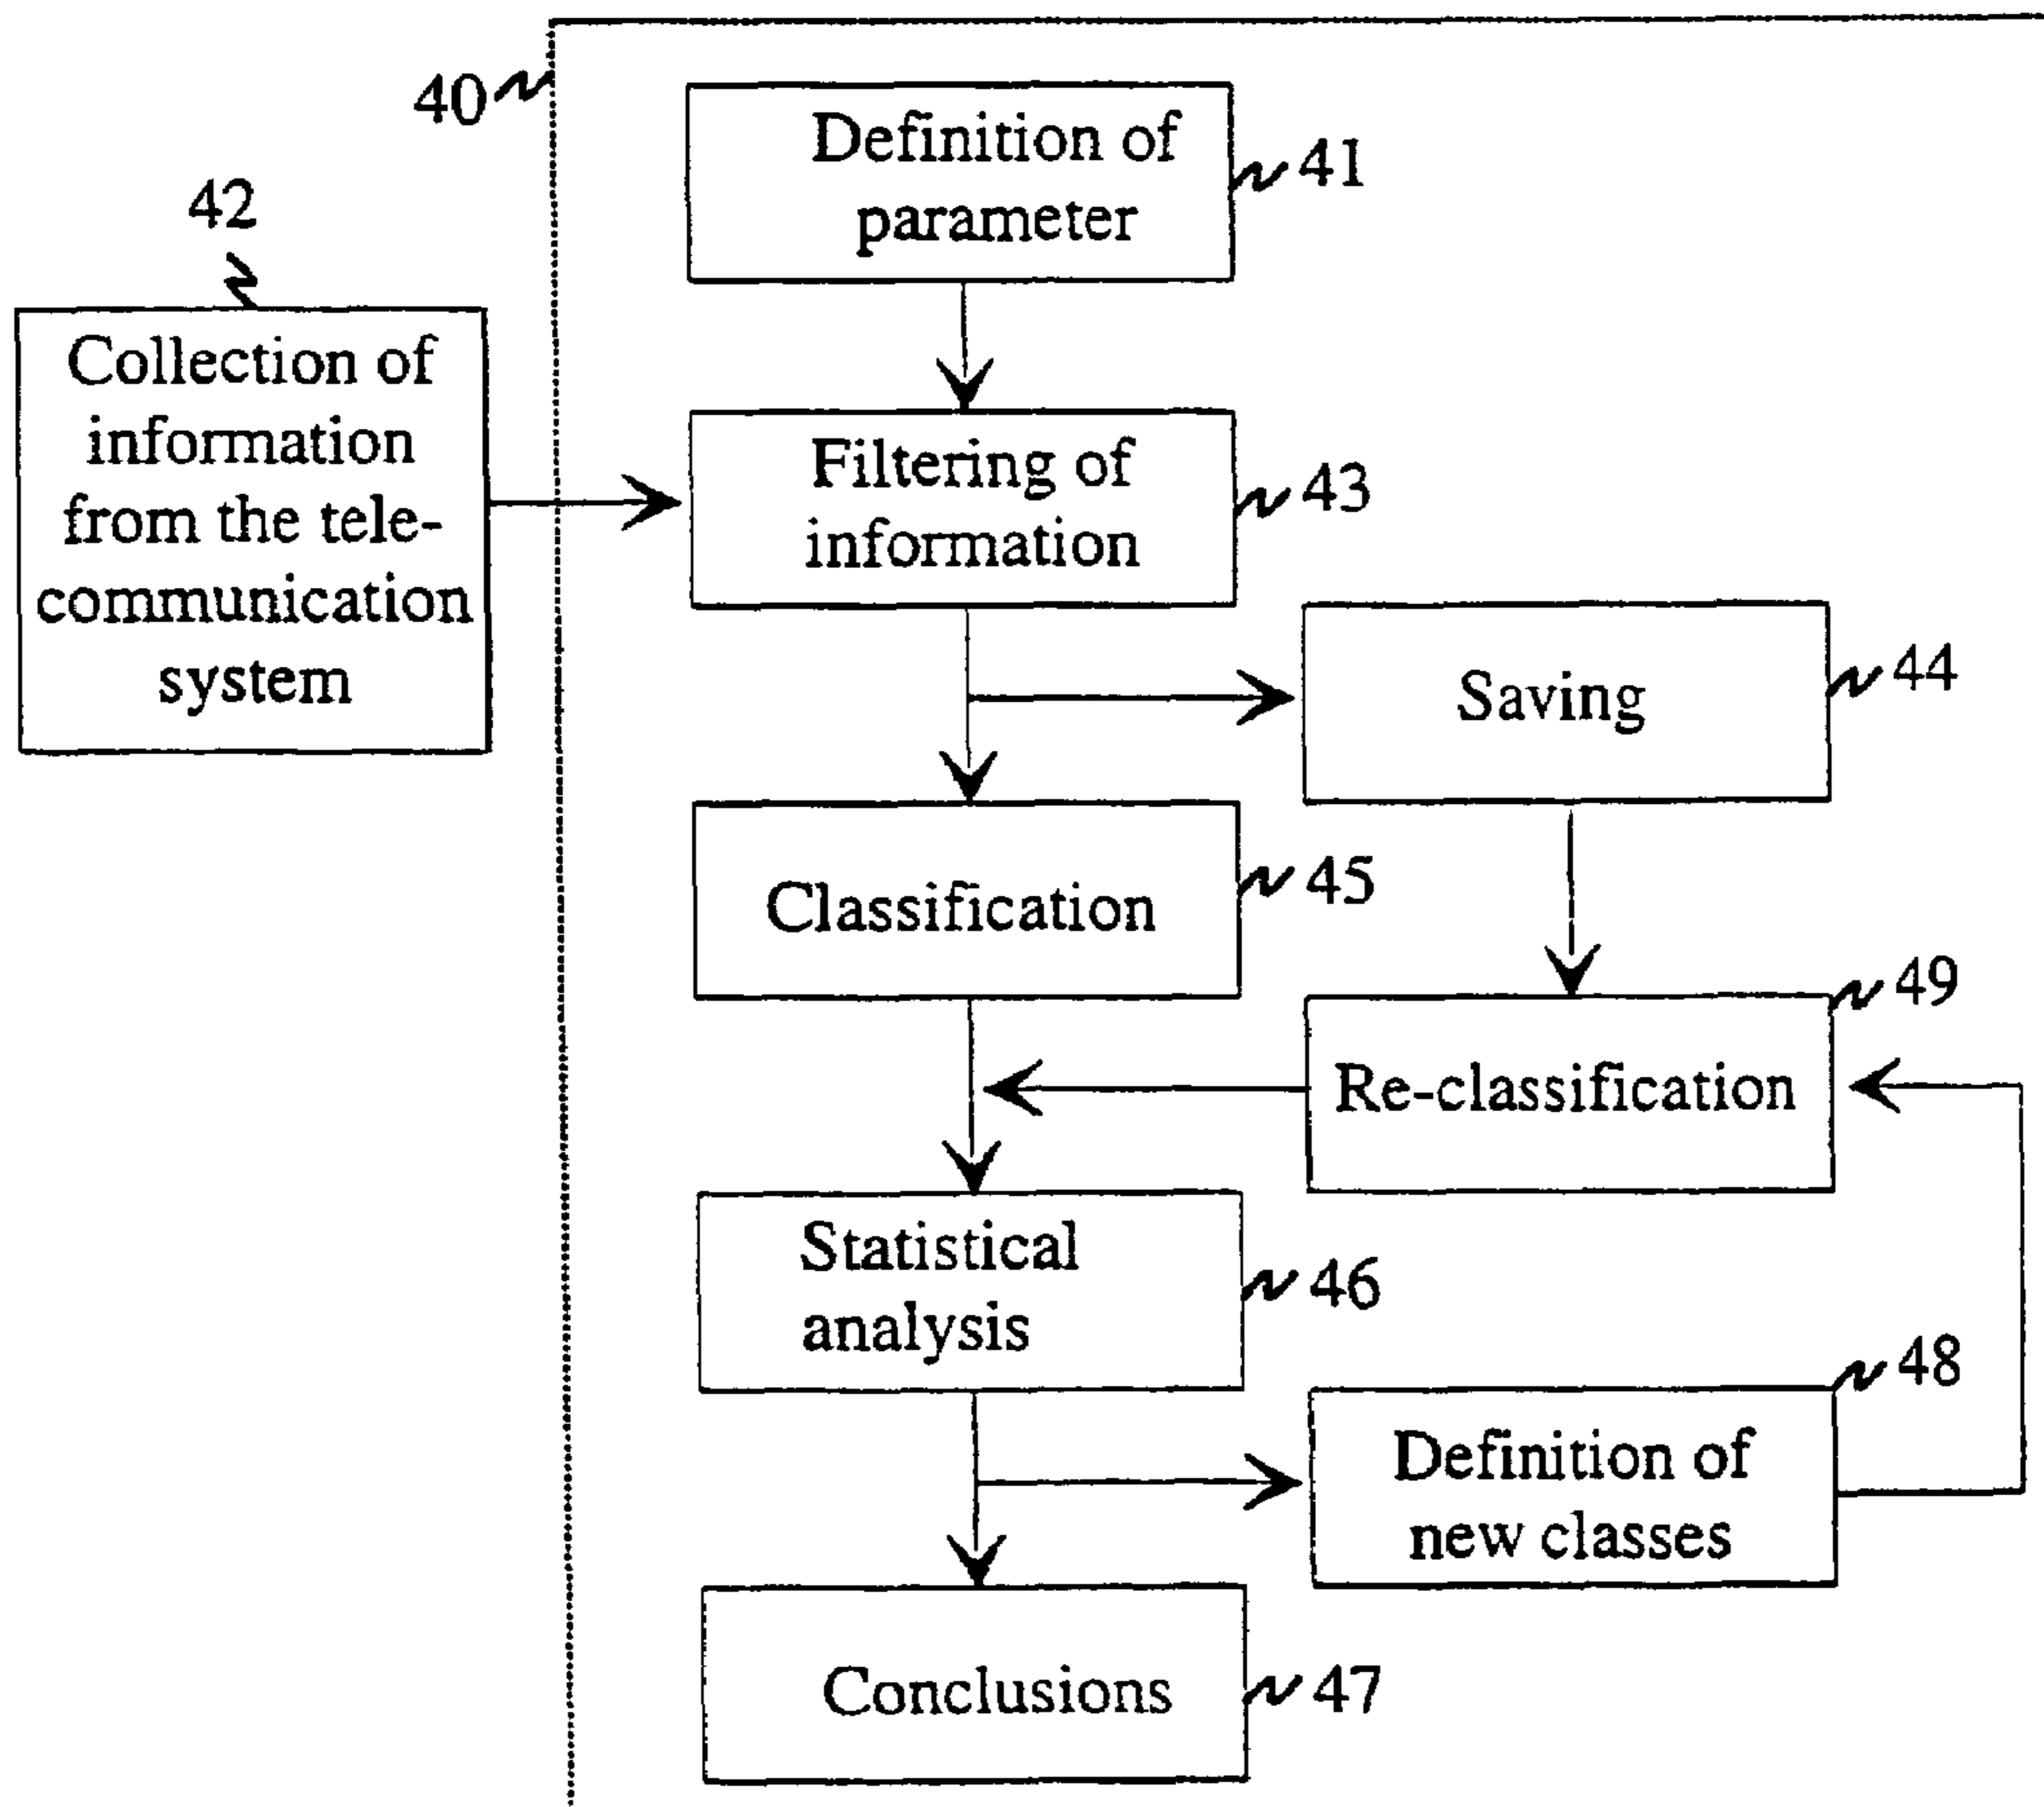 40
Definition of
parameter
41
42
Collection of
information
from the tele-
communication
system
Filtering of
information
43
Saving
44
Classification
45
Re-classification
49
Statistical
analysis
46
Definition of
new classes
48
Conclusions
47